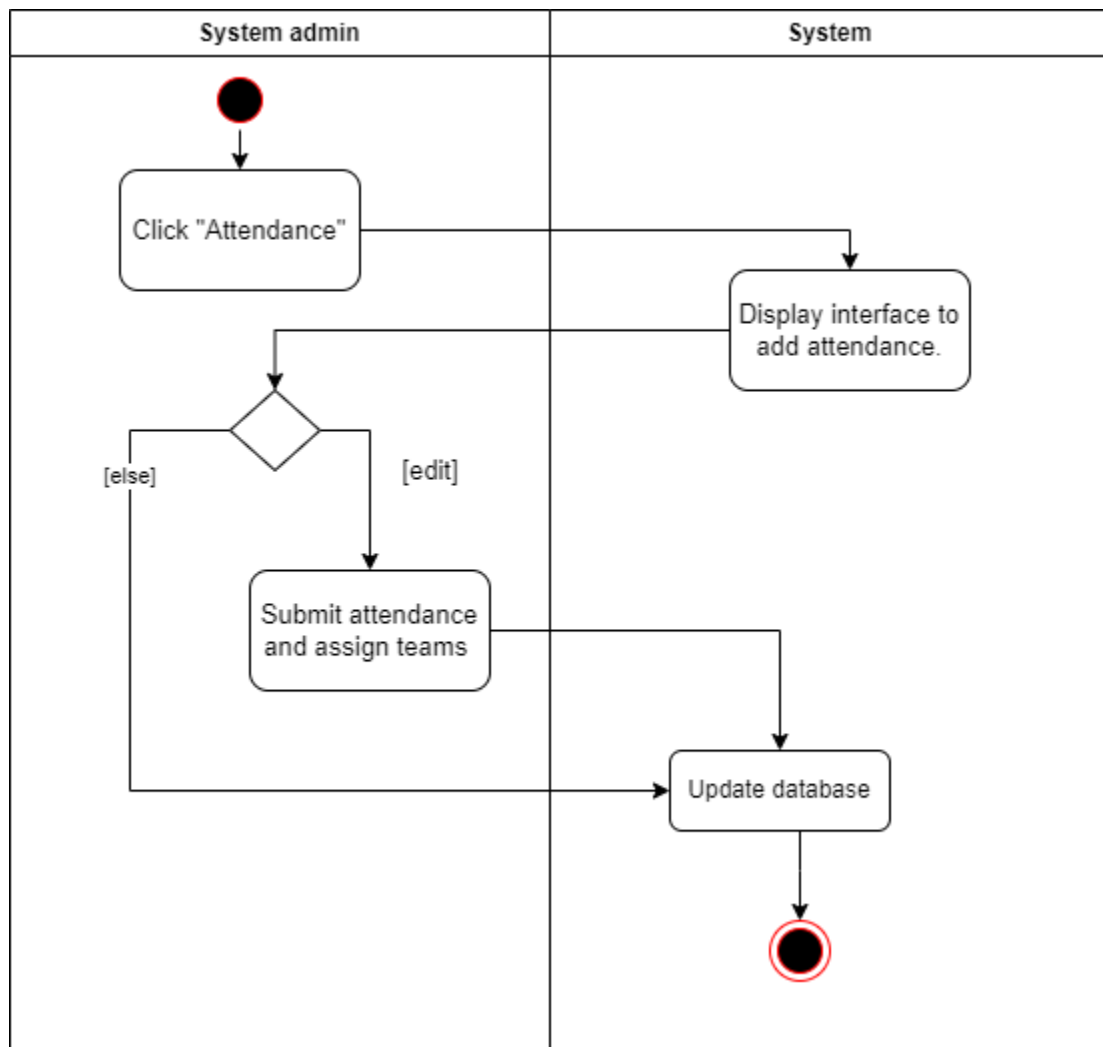 System admin
System
Click "Attendance"
Display interface to
add attendance.
[else]
[edit]
Submit attendance
and assign teams
Update database